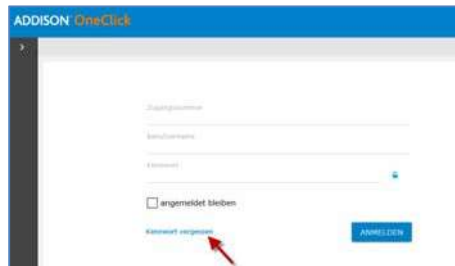 ADDISON OneClick
Zugangsnummer
Benutzername
Kennwort
angemeldet bleiben
Kennwort vergessen
ANMELDEN